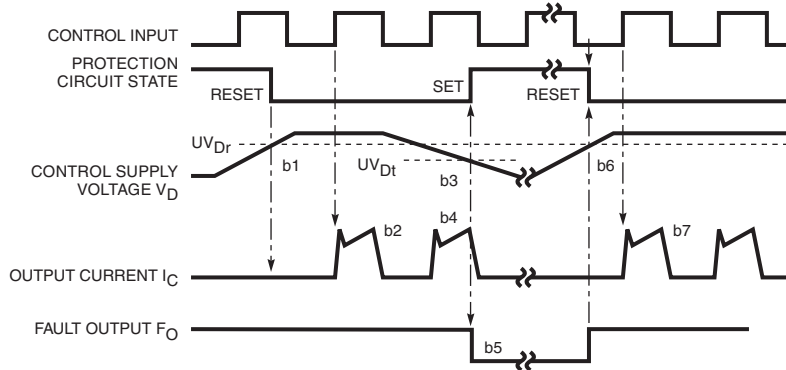 CONTROL INPUT
PROTECTION
CIRCUIT STATE
RESET
SET
RESET
UVDr
b1
UVDt
b3
b6
CONTROL SUPPLY
VOLTAGE VD
b2
b4
b7
OUTPUT CURRENT IC
FAULT OUTPUT FO
b5